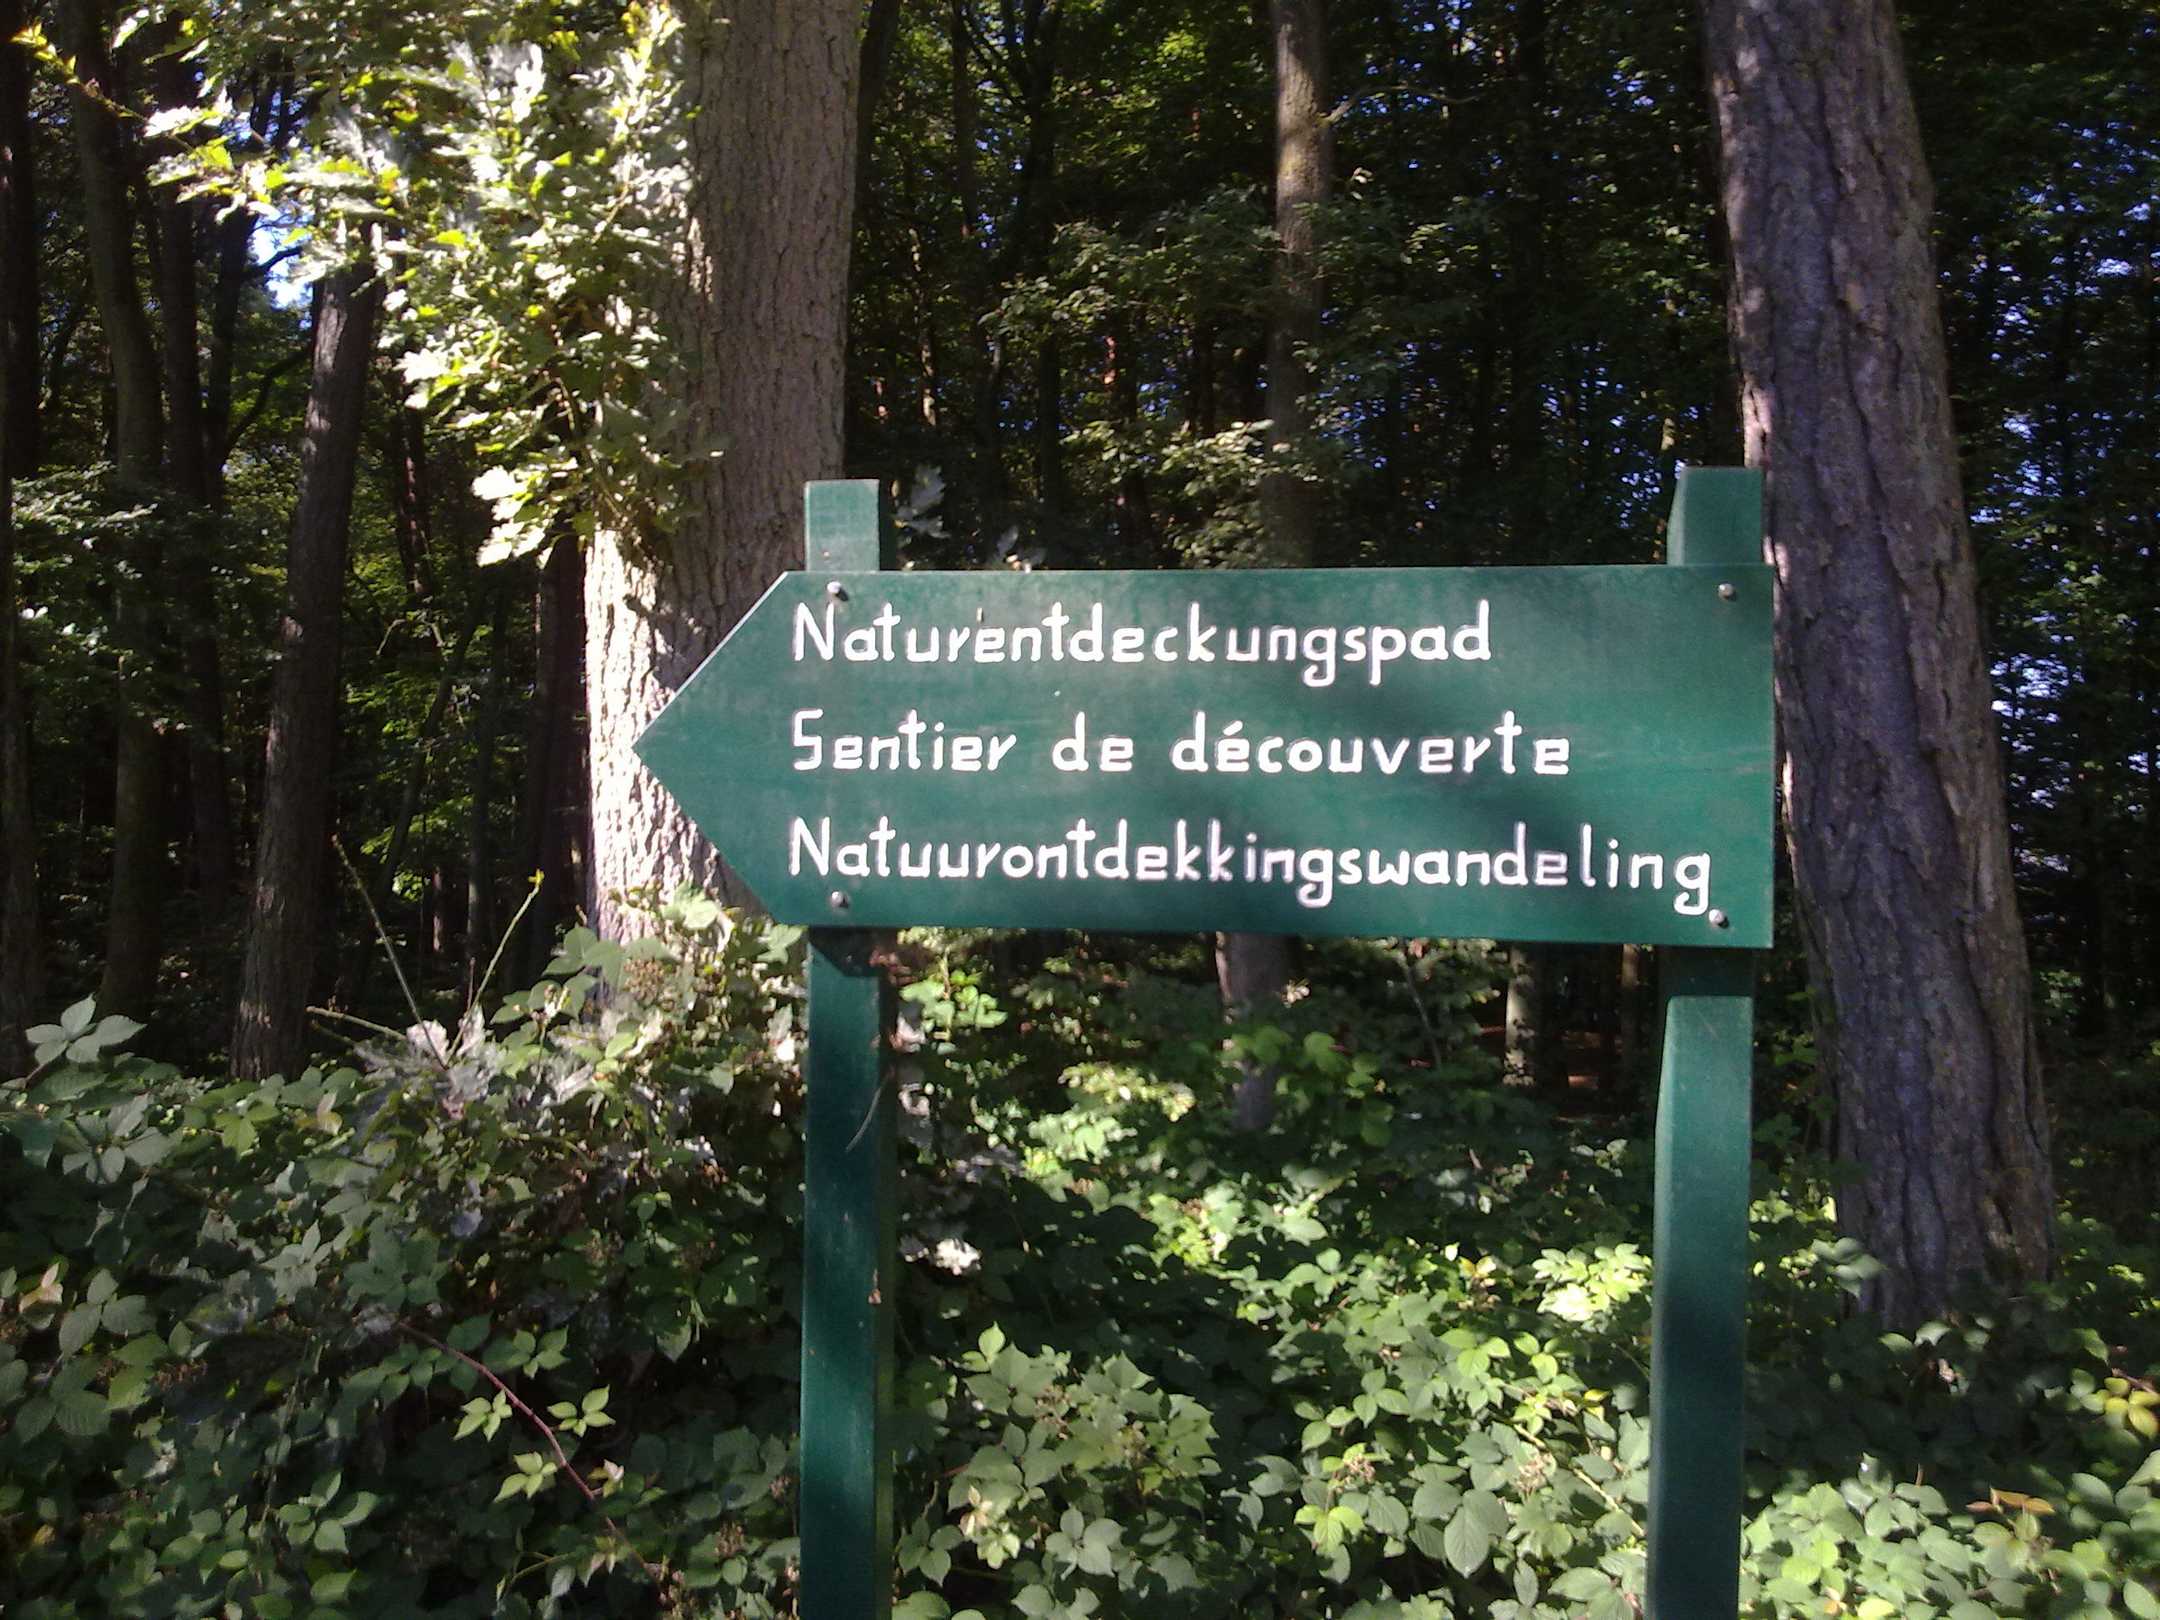 Naturentdeckungspad
Sentier de découverte
Natuurontdekkingswandeling